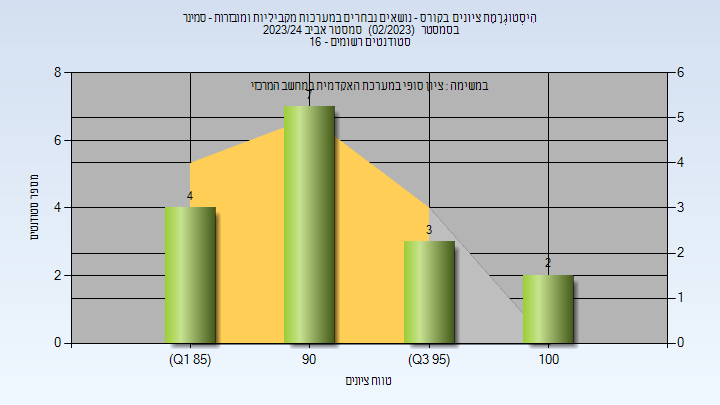 היסטוגרמת ציונים בקורס - נושאים נבחרים במערכות מקביליות ומבוזרות - סמינר
בסמסטר (02/2023) סמסטר אביב 2023/24
סטודנטים רשומים - 16
במשימה : ציון סופי במערכת האקדמית במחשב המרכזי
8
6
4
2
0
6
5
4
3
2
1
0
מספר סטודנטים
4
7
3
2
(Q1 85)
90
(Q3 95)
100
טווח ציונים